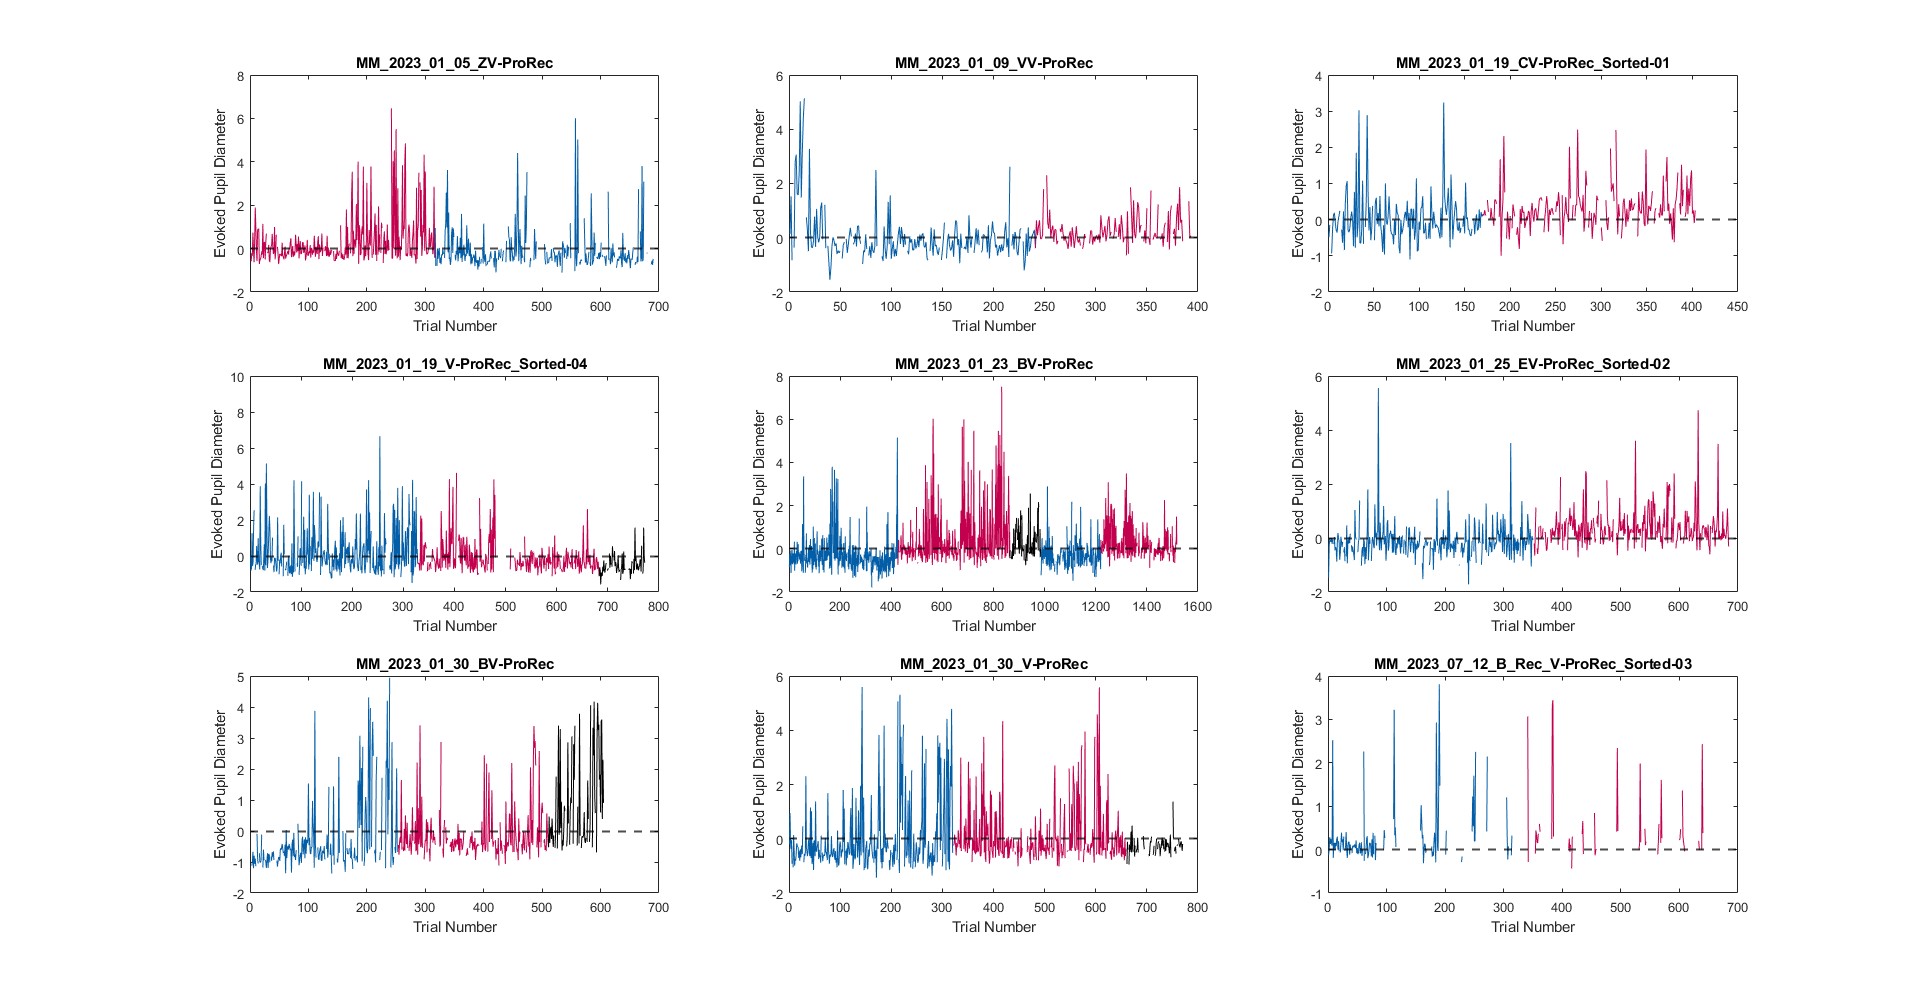 MM_2023_01_05_ZV-ProRec
8
6
4
2
0
-2
Evoked Pupil Diameter
0 100 200 300 400 500 600 700
Trial Number
MM_2023_01_09_VV-ProRec
6
4
2
0
-2
Evoked Pupil Diameter
0 50 100 150 200 250 300 350 400
Trial Number
MM_2023_01_19_CV-ProRec_Sorted-01
4
3
2
1
0
-1
-2
Evoked Pupil Diameter
0 50 100 150 200 250 300 350 400 450
Trial Number
MM_2023_01_19_V-ProRec_Sorted-04
10
8
6
4
2
0
-2
Evoked Pupil Diameter
0 100 200 300 400 500 600 700 800
Trial Number
MM_2023_01_23_BV-ProRec
8
6
4
2
0
-2
Evoked Pupil Diameter
0 200 400 600 800 1000 1200 1400 1600
Trial Number
MM_2023_01_25_EV-ProRec_Sorted-02
6
4
2
0
-2
Evoked Pupil Diameter
0 100 200 300 400 500 600 700
Trial Number
MM_2023_01_30_BV-ProRec
5
4
3
2
1
0
-1
-2
Evoked Pupil Diameter
0 100 200 300 400 500 600 700
Trial Number
MM_2023_01_30_V-ProRec
6
4
2
0
-2
Evoked Pupil Diameter
0 100 200 300 400 500 600 700 800
Trial Number
MM_2023_07_12_B_Rec_V-ProRec_Sorted-03
4
3
2
1
0
-1
Evoked Pupil Diameter
0 100 200 300 400 500 600 700
Trial Number